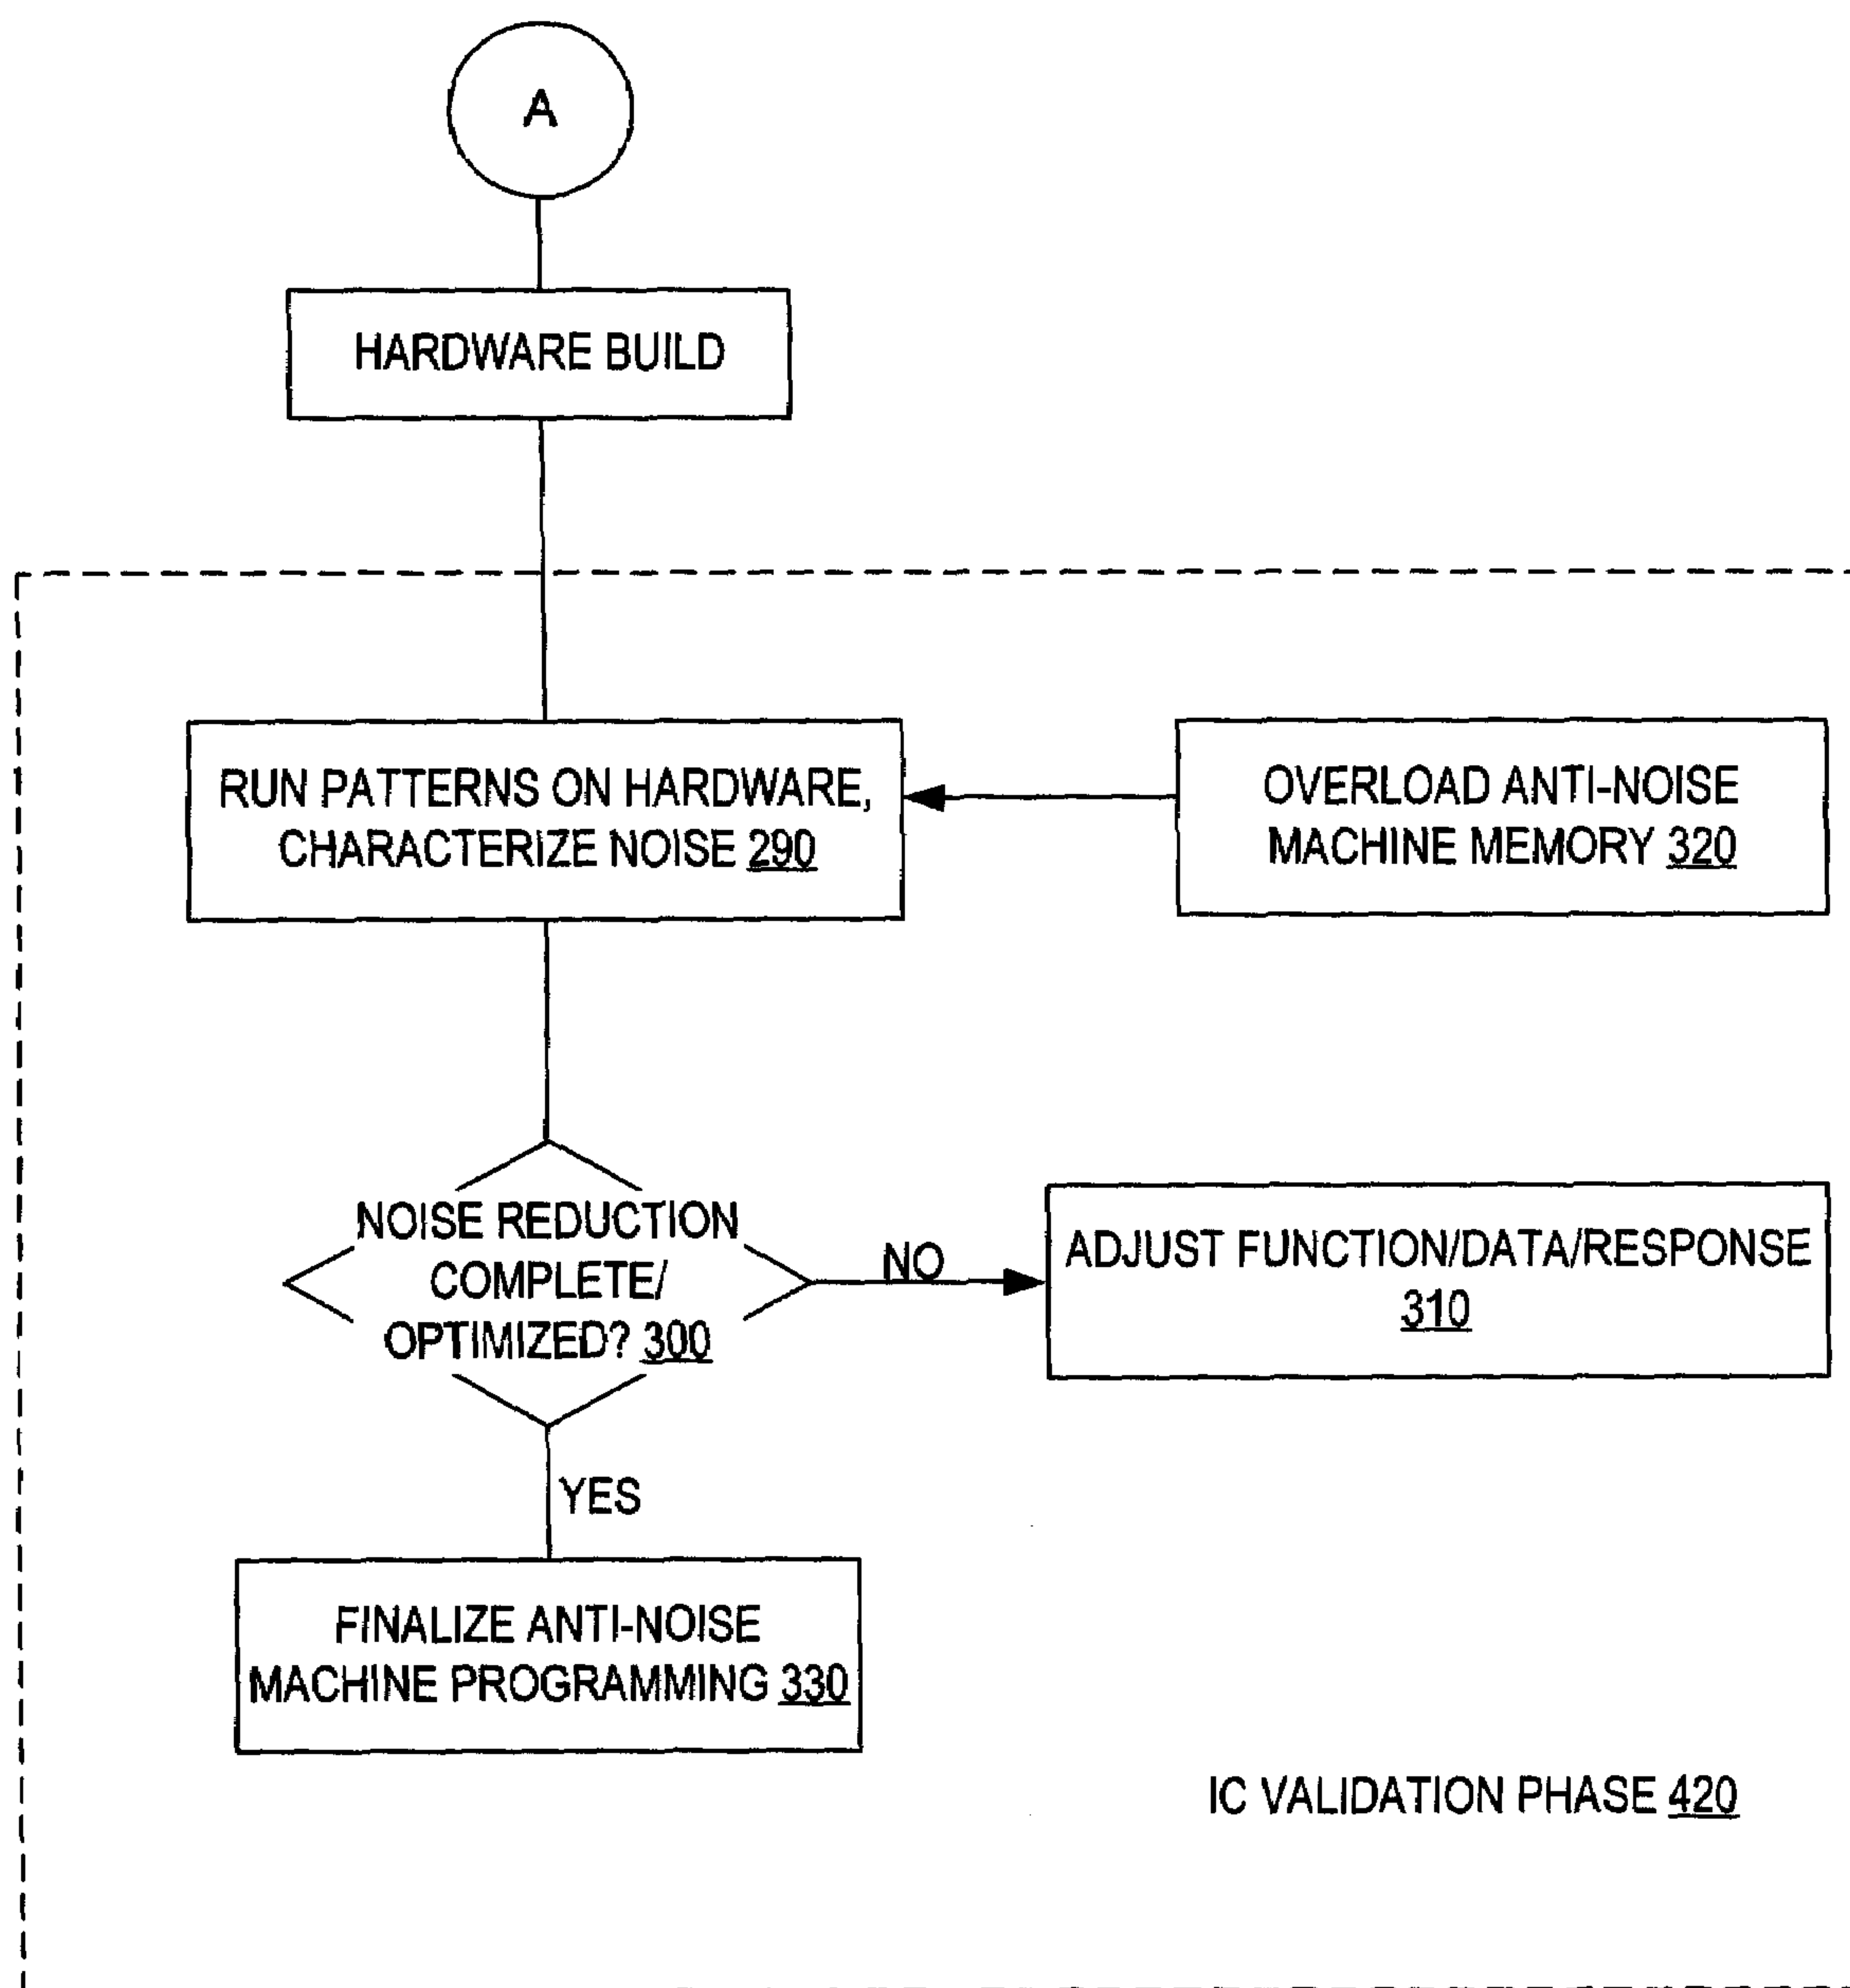 A
HARDWARE BUILD
RUN PATTERNS ON HARDWARE,
CHARACTERIZE NOISE 290
OVERLOAD ANTI-NOISE
MACHINE MEMORY 320
NOISE REDUCTION
COMPLETE/
OPTIMIZED? 300
NO
ADJUST FUNCTION/DATA/RESPONSE
310
YES
FINALIZE ANTI-NOISE
MACHINE PROGRAMMING 330
IC VALIDATION PHASE 420